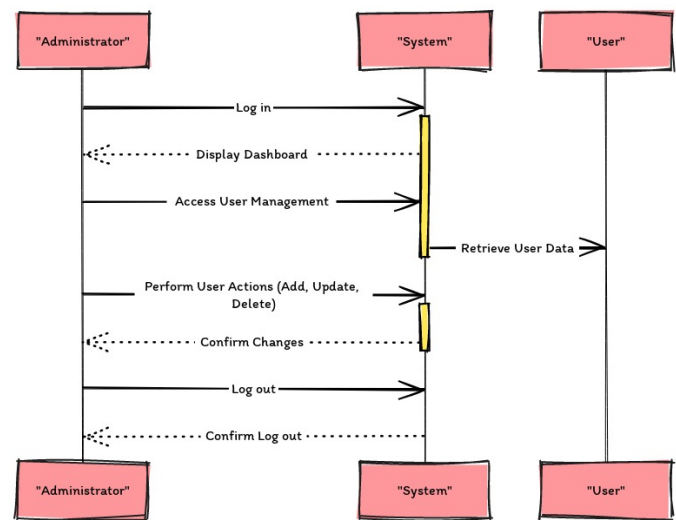 "Administrator"
"System"
"User"
Log in
Display Dashboard
Access User Management
Retrieve User Data
Perform User Actions (Add, Update,
Delete)
Confirm Changes
Log out
Confirm Log out
"Administrator"
"System"
"User"